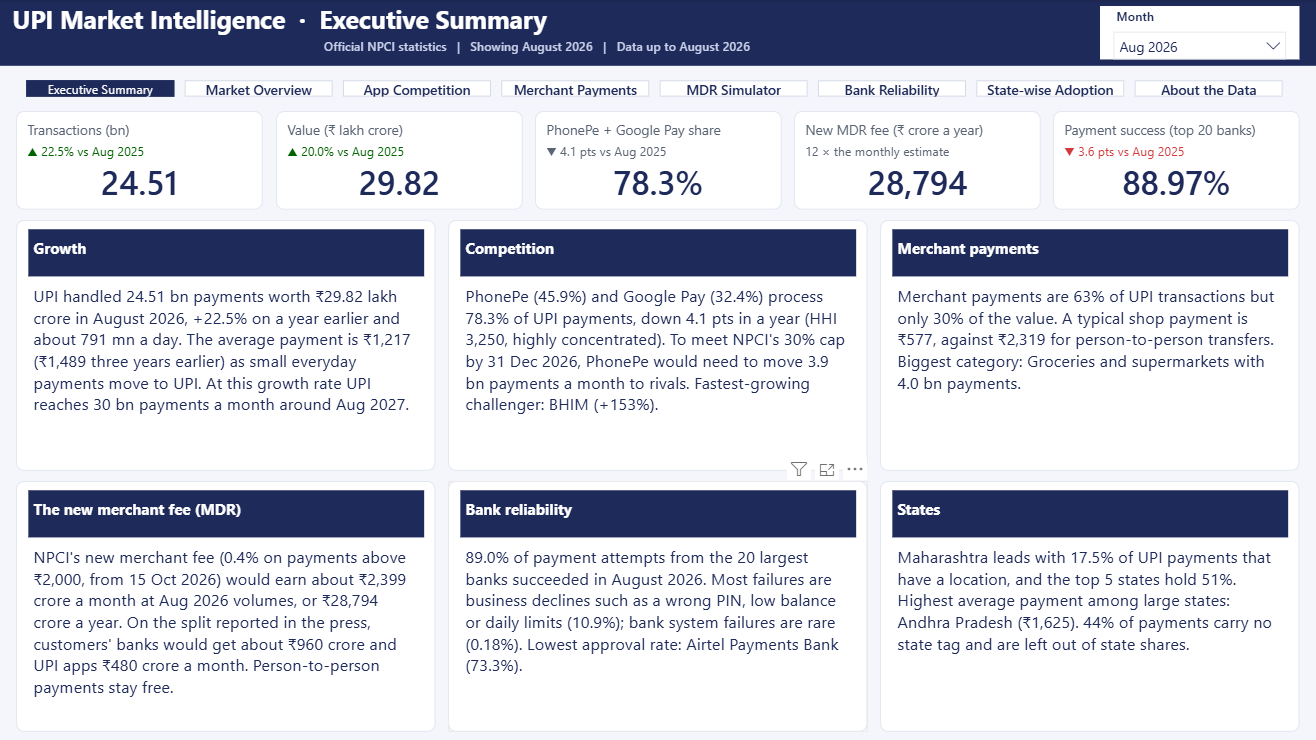 UPI Market Intelligence · Executive Summary
Official NPCI statistics | Showing August 2026 | Data up to August 2026
Month
Aug 2026
Executive Summary
Market Overview
App Competition
Merchant Payments
MDR Simulator
Bank Reliability
State-wise Adoption
About the Data
Transactions (bn)
▲ 22.5% vs Aug 2025
24.51
Value (₹ lakh crore)
▲ 20.0% vs Aug 2025
29.82
PhonePe + Google Pay share
▼ 4.1 pts vs Aug 2025
78.3%
New MDR fee (₹ crore a year)
12 × the monthly estimate
28,794
Payment success (top 20 banks)
▼ 3.6 pts vs Aug 2025
88.97%
Growth
UPI handled 24.51 bn payments worth ₹29.82 lakh
crore in August 2026, +22.5% on a year earlier and
about 791 mn a day. The average payment is ₹1,217
(₹1,489 three years earlier) as small everyday
payments move to UPI. At this growth rate UPI
reaches 30 bn payments a month around Aug 2027.
Competition
PhonePe (45.9%) and Google Pay (32.4%) process
78.3% of UPI payments, down 4.1 pts in a year (HHI
3,250, highly concentrated). To meet NPCI's 30% cap
by 31 Dec 2026, PhonePe would need to move 3.9
bn payments a month to rivals. Fastest-growing
challenger: BHIM (+153%).
Merchant payments
Merchant payments are 63% of UPI transactions but
only 30% of the value. A typical shop payment is
₹577, against ₹2,319 for person-to-person transfers.
Biggest category: Groceries and supermarkets with
4.0 bn payments.
The new merchant fee (MDR)
NPCI's new merchant fee (0.4% on payments above
₹2,000, from 15 Oct 2026) would earn about ₹2,399
crore a month at Aug 2026 volumes, or ₹28,794
crore a year. On the split reported in the press,
customers' banks would get about ₹960 crore and
UPI apps ₹480 crore a month. Person-to-person
payments stay free.
Bank reliability
89.0% of payment attempts from the 20 largest
banks succeeded in August 2026. Most failures are
business declines such as a wrong PIN, low balance
or daily limits (10.9%); bank system failures are rare
(0.18%). Lowest approval rate: Airtel Payments Bank
(73.3%).
States
Maharashtra leads with 17.5% of UPI payments that
have a location, and the top 5 states hold 51%.
Highest average payment among large states:
Andhra Pradesh (₹1,625). 44% of payments carry no
state tag and are left out of state shares.